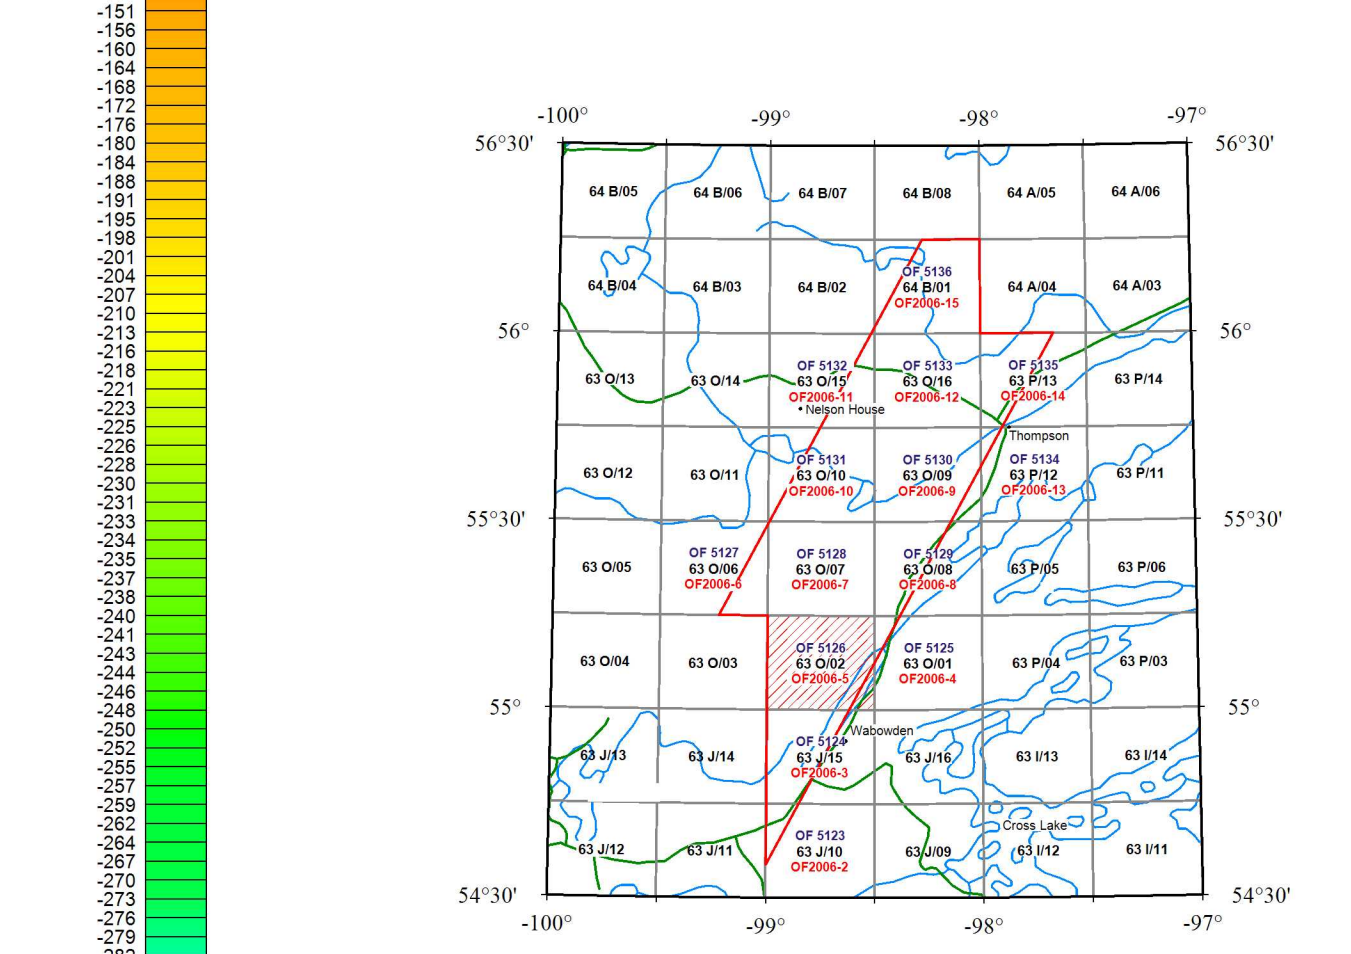 -151
-156
-160
-164
-168
-172
-176
-180
-184
-188
-191
-195
-198
-201
-204
-207
-210
-213
-216
-218
-221
-223
-225
-226
-228
-230
-231
-233
-234
-235
-237
-238
-240
-241
-243
-244
-246
-248
-250
-252
-255
-257
-259
-262
-264
-267
-270
-273
-276
-279
-100° -99° -98° -97°
56°30' 56°30'
64 B/05 64 B/06 64 B/07 64 B/08 64 A/05 64 A/06
OF 5136
64 B/04 64 B/03 64 B/02 64 B/01 64 A/04 64 A/03
OF2006-15
56° 56°
OF 5132 OF 5133 OF 5135
63 O/13 63 O/14 63 O/15 63 O/16 63 P/13 63 P/14
OF2006-11 OF2006-12 OF2006-14
Nelson House
Thompson
OF 5131 OF 5130 OF 5134
63 O/12 63 O/11 63 O/10 63 O/09 63 P/12 63 P/11
OF2006-10 OF2006-9 OF2006-13
55°30' 55°30'
OF 5127 OF 5128 OF 5129
63 O/05 63 O/06 63 O/07 63 O/08 63 P/05 63 P/06
OF2006-6 OF2006-7 OF2006-8
OF 5126 OF 5125
63 O/04 63 O/03 63 O/02 63 O/01 63 P/04 63 P/03
OF2006-5 OF2006-4
55° 55°
Wabowden
OF 5124
63 J/13 63 J/14 63 J/15 63 J/16 63 I/13 63 I/14
OF2006-3
Cross Lake
OF 5123
63 J/12 63 J/11 63 J/10 63 J/09 63 I/12 63 I/11
OF2006-2
54°30' 54°30'
-100° -99° -98° -97°